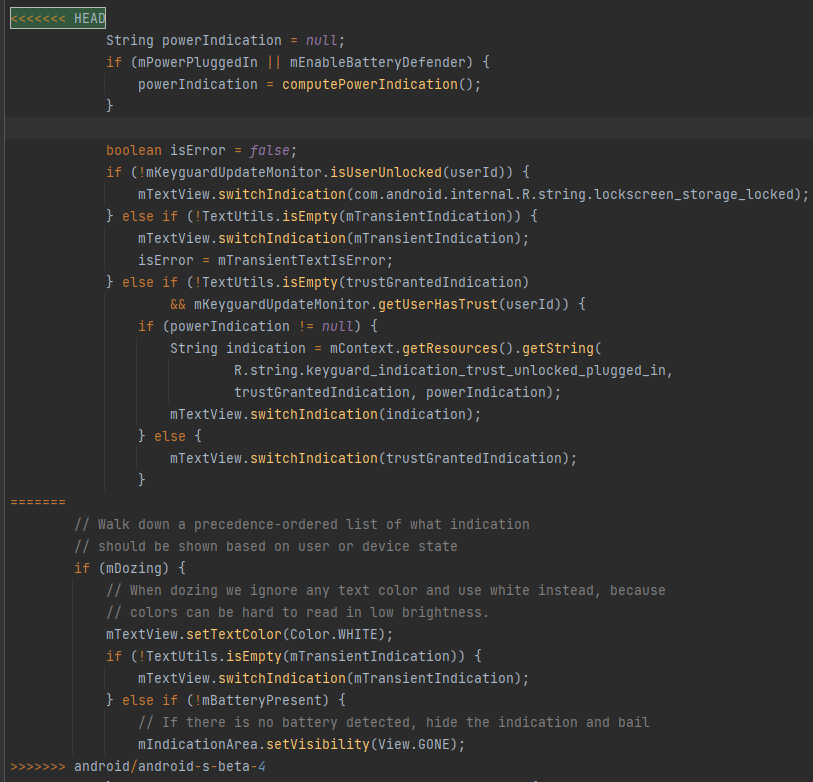 <<<<<<< HEAD
            String powerIndication = null;
            if (mPowerPluggedIn || mEnableBatteryDefender) {
                powerIndication = computePowerIndication();
            }

            boolean isError = false;
            if (!mKeyguardUpdateMonitor.isUserUnlocked(userId)) {
                mTextView.switchIndication(com.android.internal.R.string.lockscreen_storage_locked);
            } else if (!TextUtils.isEmpty(mTransientIndication)) {
                mTextView.switchIndication(mTransientIndication);
                isError = mTransientTextIsError;
            } else if (!TextUtils.isEmpty(trustGrantedIndication)
                    && mKeyguardUpdateMonitor.getUserHasTrust(userId)) {
                if (powerIndication != null) {
                    String indication = mContext.getResources().getString(
                            R.string.keyguard_indication_trust_unlocked_plugged_in,
                            trustGrantedIndication, powerIndication);
                    mTextView.switchIndication(indication);
                } else {
                    mTextView.switchIndication(trustGrantedIndication);
                }
=======
        // Walk down a precedence-ordered list of what indication
        // should be shown based on user or device state
        if (mDozing) {
            // When dozing we ignore any text color and use white instead, because
            // colors can be hard to read in low brightness.
            mTextView.setTextColor(Color.WHITE);
            if (!TextUtils.isEmpty(mTransientIndication)) {
                mTextView.switchIndication(mTransientIndication);
            } else if (!mBatteryPresent) {
                // If there is no battery detected, hide the indication and bail
                mIndicationArea.setVisibility(View.GONE);
>>>>>>> android/android-s-beta-4